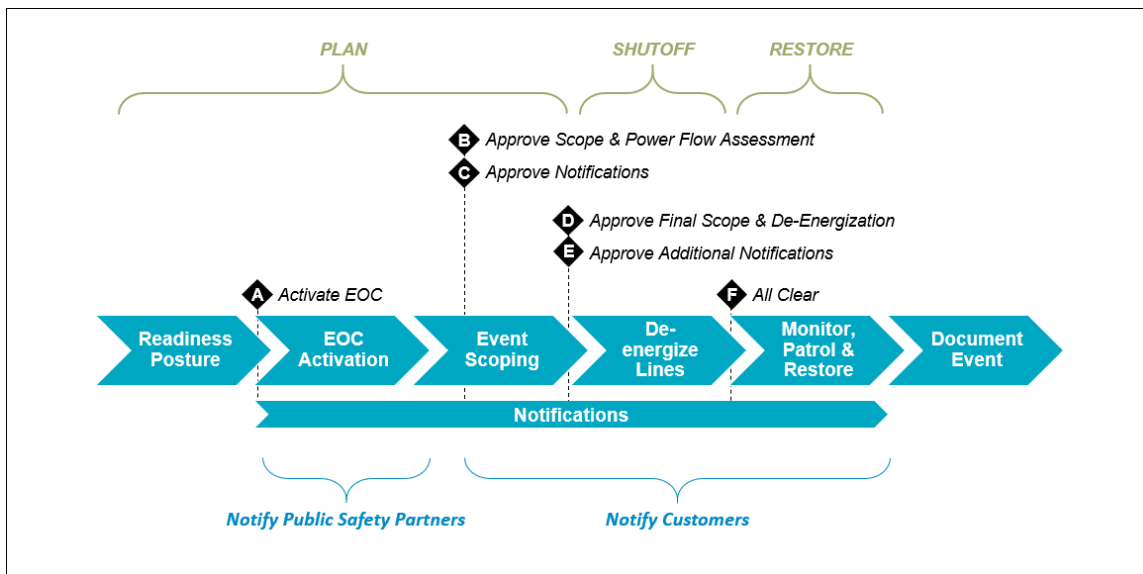 PLAN
SHUTOFF
RESTORE
B Approve Scope & Power Flow Assessment
C Approve Notifications
D Approve Final Scope & De-Energization
E Approve Additional Notifications
A Activate EOC
F All Clear
Readiness
Posture
EOC
Activation
Event
Scoping
De-
energize
Lines
Monitor,
Patrol &
Restore
Document
Event
Notifications
Notify Public Safety Partners
Notify Customers